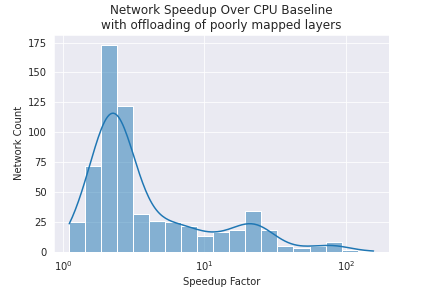 Network Speedup Over CPU Baseline
with offloading of poorly mapped layers
175
150
125
100
75
50
25
0
Network Count
10⁰
10¹
10²
Speedup Factor